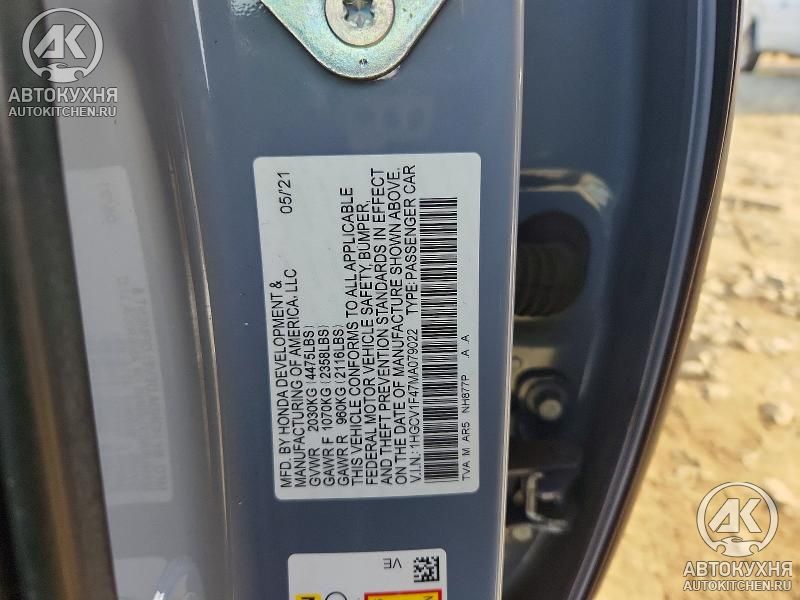 AK
АВТОКУХНЯ
AUTOKITCHEN.RU
MFD. BY HONDA DEVELOPMENT & 05/'21
MANUFACTURING OF AMERICA, LLC
GVWR 2030KG (4475LBS)
GAWR F 1070KG (2358LBS)
GAWR R 960KG (2116LBS)
THIS VEHICLE CONFORMS TO ALL APPLICABLE
FEDERAL MOTOR VEHICLE SAFETY, BUMPER,
AND THEFT PREVENTION STANDARDS IN EFFECT
ON THE DATE OF MANUFACTURE SHOWN ABOVE.
V.I.N.: 1HGCV1F47MA079022 TYPE: PASSENGER CAR
TVA M AR5 NH877P A A
VE
AK
АВТОКУХНЯ
AUTOKITCHEN.RU